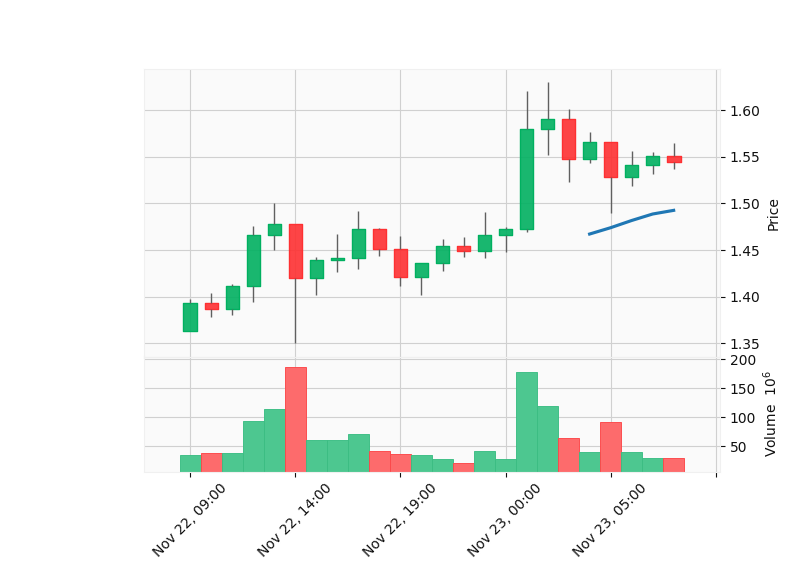 1.60
1.55
1.50
1.45
1.40
1.35
Price
200
150
100
50
Volume 10^6
Nov 22, 09:00
Nov 22, 14:00
Nov 22, 19:00
Nov 23, 00:00
Nov 23, 05:00